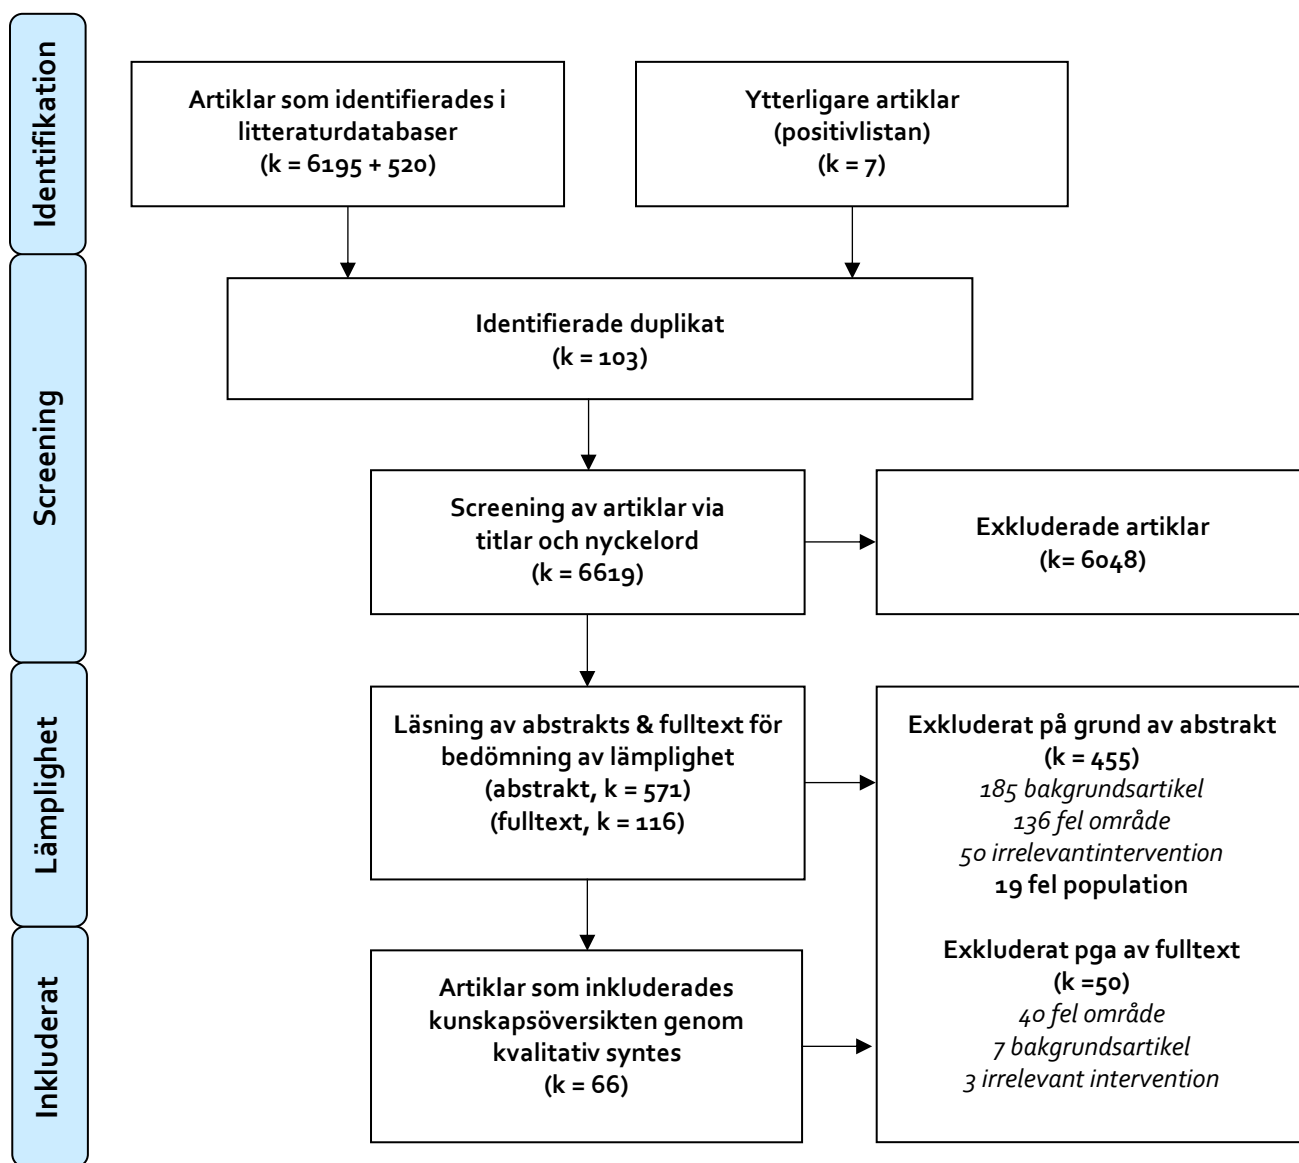 Identifikation
Artiklar som identifierades i
litteraturdatabaser
(k = 6195 + 520)
Ytterligare artiklar
(positivlistan)
(k = 7)
Screening
Identifierade duplikat
(k = 103)
Screening av artiklar via
titlar och nyckelord
(k = 6619)
Exkluderade artiklar
(k= 6048)
Lämplighet
Läsning av abstrakts & fulltext för
bedömning av lämplighet
(abstrakt, k = 571)
(fulltext, k = 116)
Exkluderat på grund av abstrakt
(k = 455)
185 bakgrundsartikel
136 fel område
50 irrelevantintervention
19 fel population
Exkluderat pga av fulltext
(k =50)
40 fel område
7 bakgrundsartikel
3 irrelevant intervention
Inkluderat
Artiklar som inkluderades
kunskapsöversikten genom
kvalitativ syntes
(k = 66)